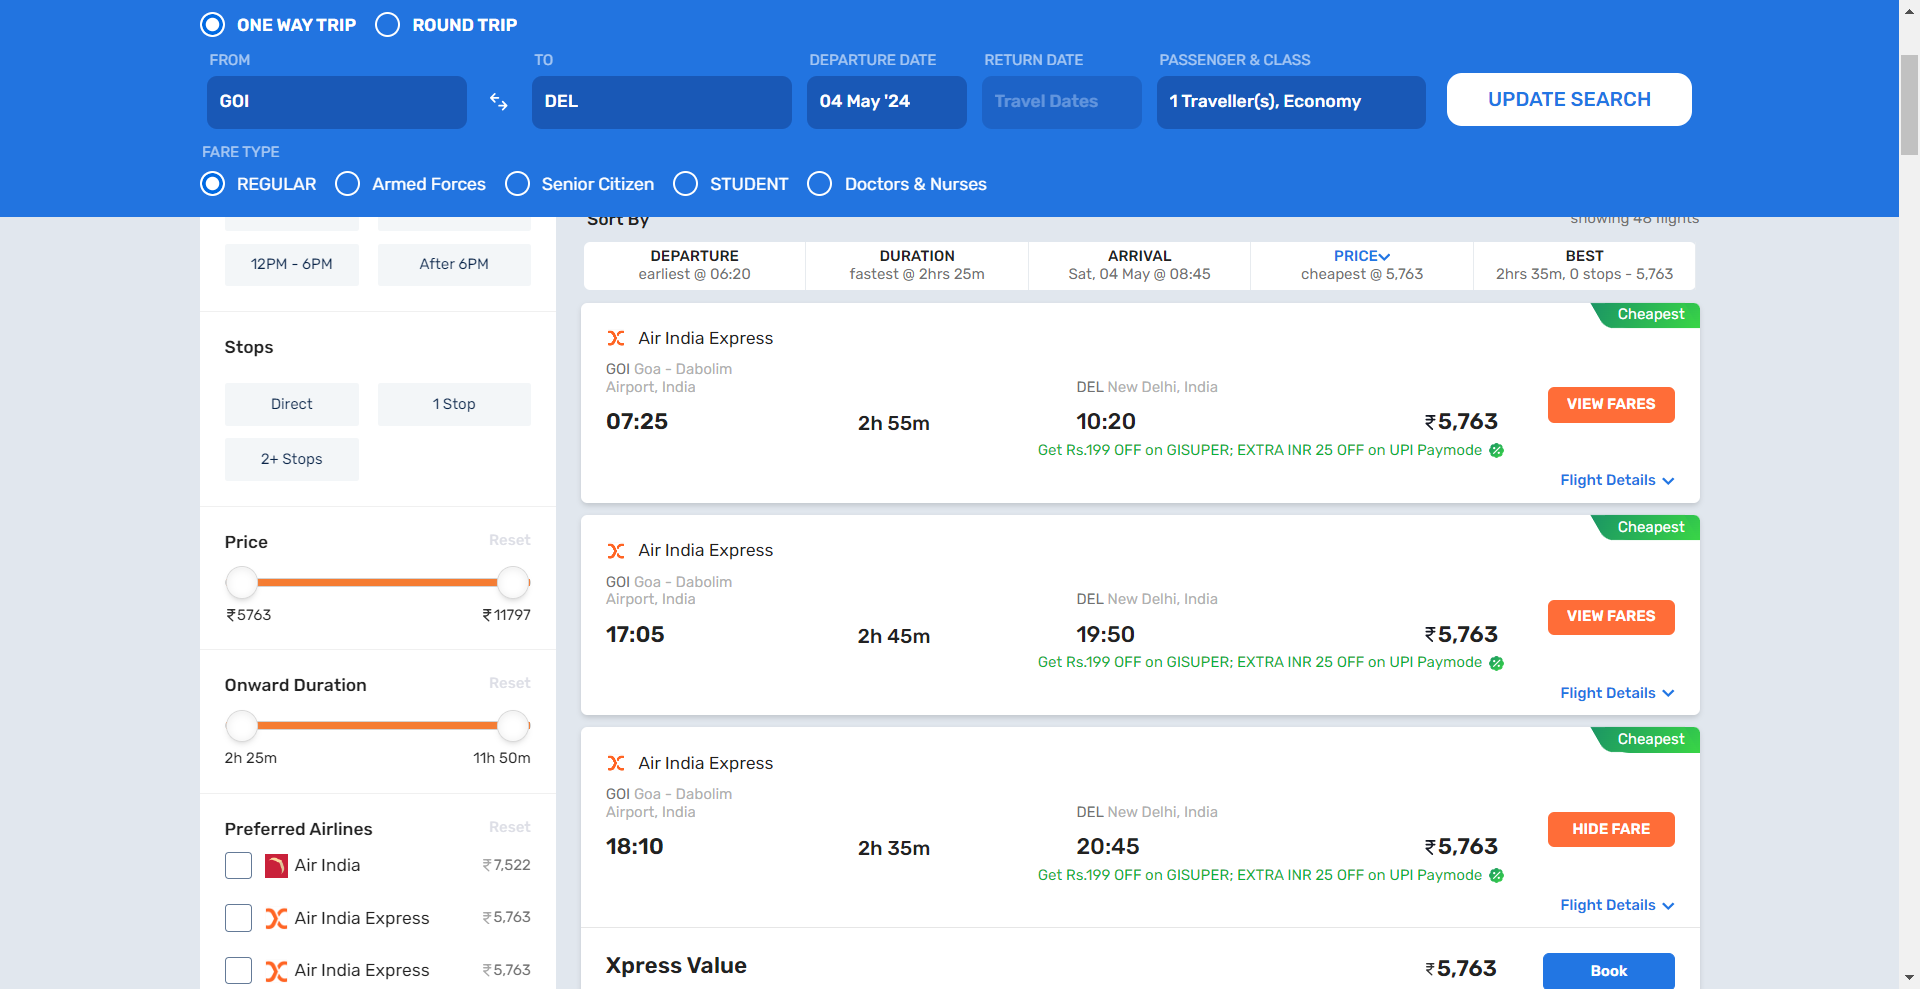 ONE WAY TRIP
ROUND TRIP
FROM
TO
DEPARTURE DATE
RETURN DATE
PASSENGER & CLASS
GOI
DEL
04 May '24
Travel Dates
1 Traveller(s), Economy
UPDATE SEARCH
FARE TYPE
REGULAR
Armed Forces
Senior Citizen
STUDENT
Doctors & Nurses
12PM - 6PM
After 6PM
Stops
Direct
1 Stop
2+ Stops
Price
Reset
₹5763
₹11797
Onward Duration
Reset
2h 25m
11h 50m
Preferred Airlines
Reset
Air India
₹7,522
Air India Express
₹5,763
Air India Express
₹5,763
Sort By
showing 48 flights
DEPARTURE
earliest @ 06:20
DURATION
fastest @ 2hrs 25m
ARRIVAL
Sat, 04 May @ 08:45
PRICE
cheapest @ 5,763
BEST
2hrs 35m, 0 stops - 5,763
Cheapest
Air India Express
GOI Goa - Dabolim
Airport, India
DEL New Delhi, India
07:25
2h 55m
10:20
₹5,763
VIEW FARES
Get Rs.199 OFF on GISUPER; EXTRA INR 25 OFF on UPI Paymode
Flight Details
Cheapest
Air India Express
GOI Goa - Dabolim
Airport, India
DEL New Delhi, India
17:05
2h 45m
19:50
₹5,763
VIEW FARES
Get Rs.199 OFF on GISUPER; EXTRA INR 25 OFF on UPI Paymode
Flight Details
Cheapest
Air India Express
GOI Goa - Dabolim
Airport, India
DEL New Delhi, India
18:10
2h 35m
20:45
₹5,763
HIDE FARE
Get Rs.199 OFF on GISUPER; EXTRA INR 25 OFF on UPI Paymode
Flight Details
Xpress Value
₹5,763
Book